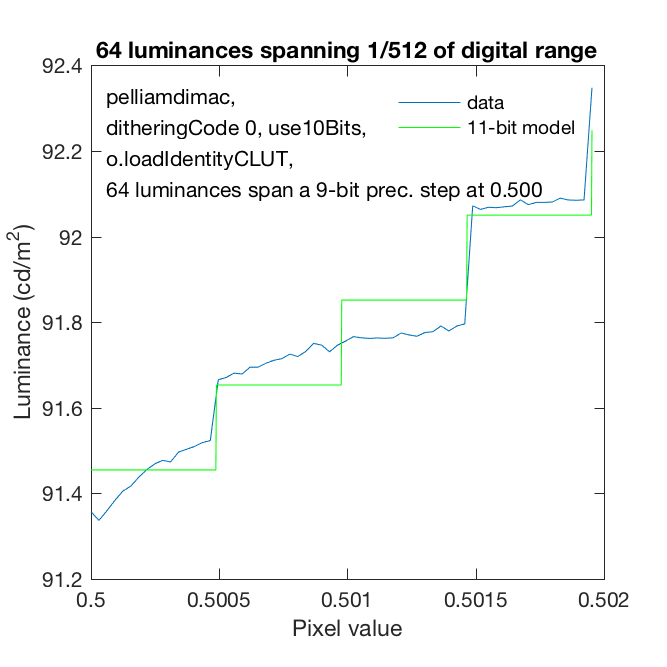 64 luminances spanning 1/512 of digital range
92.4
92.2
92
91.8
91.6
91.4
91.2
Luminance (cd/m²)
pelliamdimac,
ditheringCode 0, use10Bits,
o.loadIdentityCLUT,
64 luminances span a 9-bit prec. step at 0.500
data
11-bit model
0.5 0.5005 0.501 0.5015 0.502
Pixel value